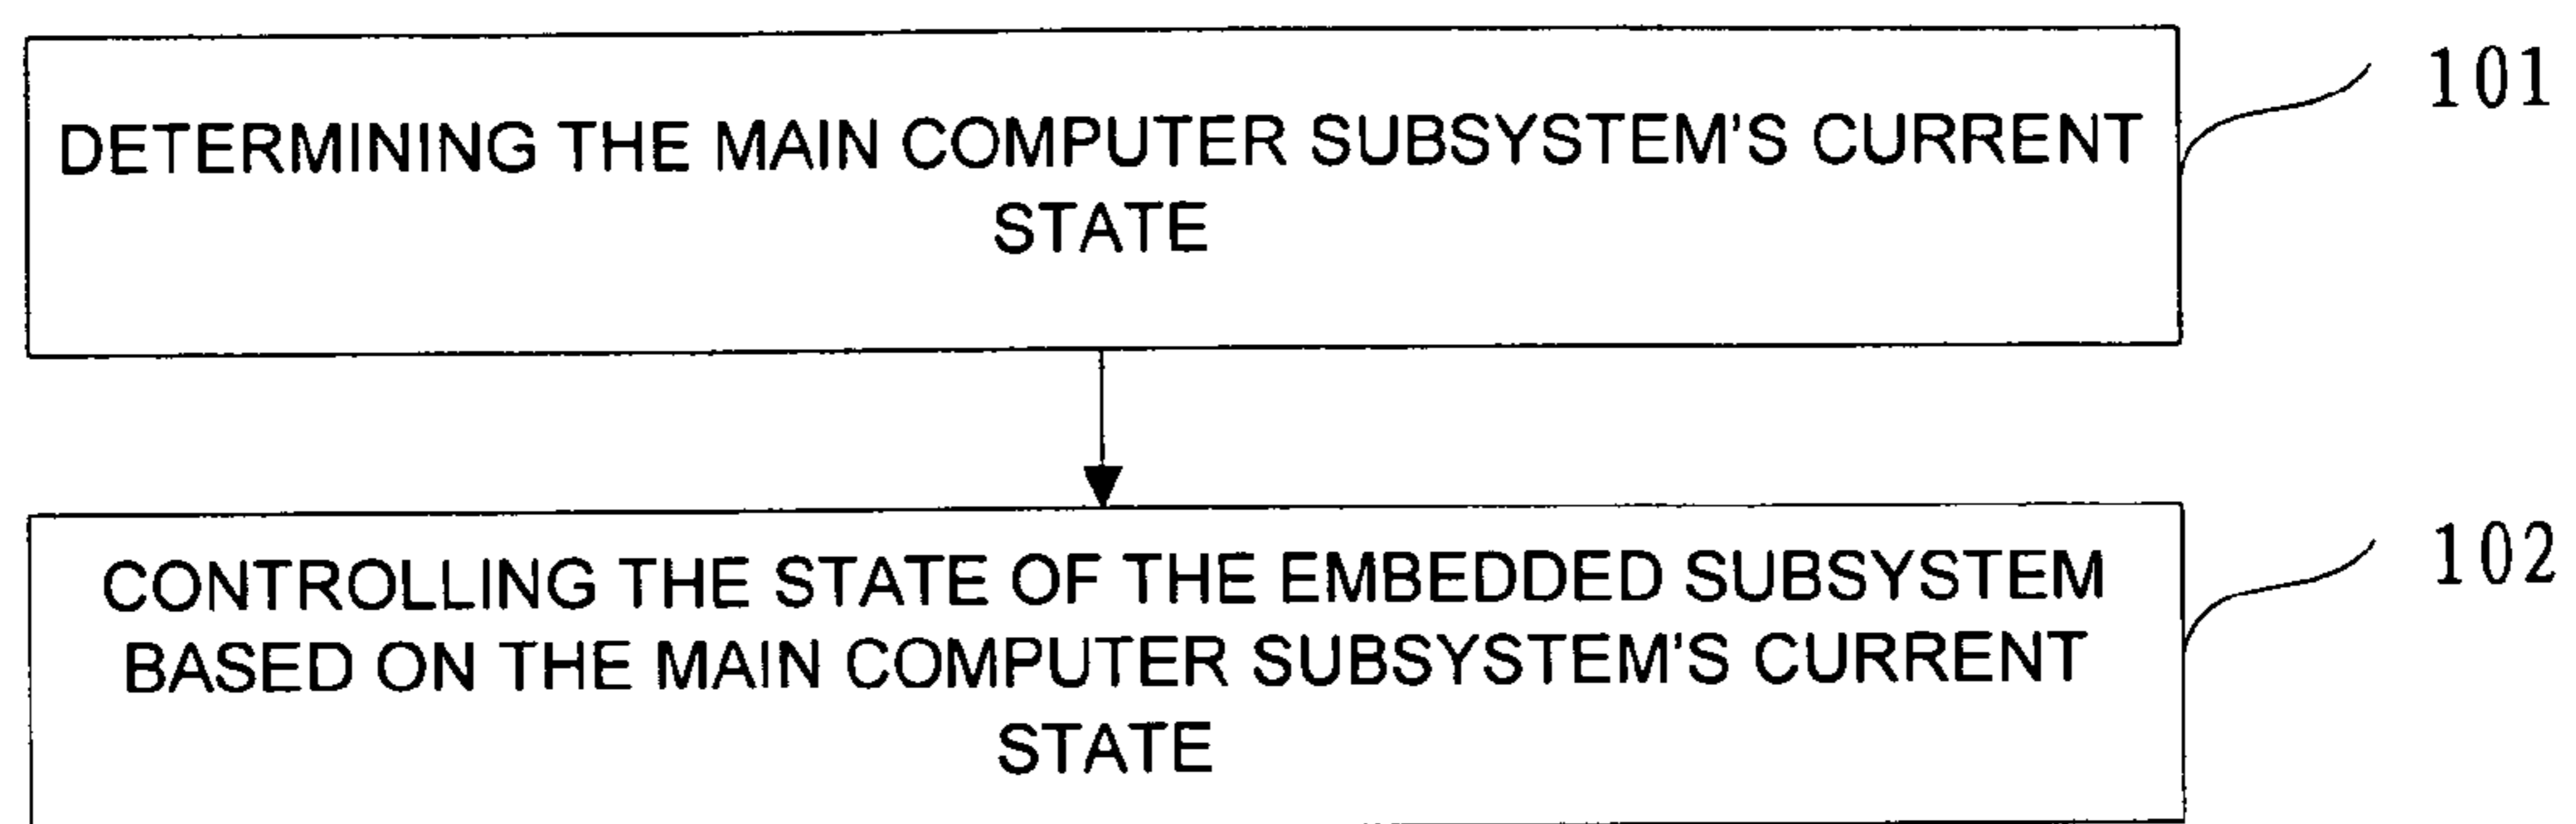 DETERMINING THE MAIN COMPUTER SUBSYSTEM'S CURRENT
STATE
101
CONTROLLING THE STATE OF THE EMBEDDED SUBSYSTEM
BASED ON THE MAIN COMPUTER SUBSYSTEM'S CURRENT
STATE
102